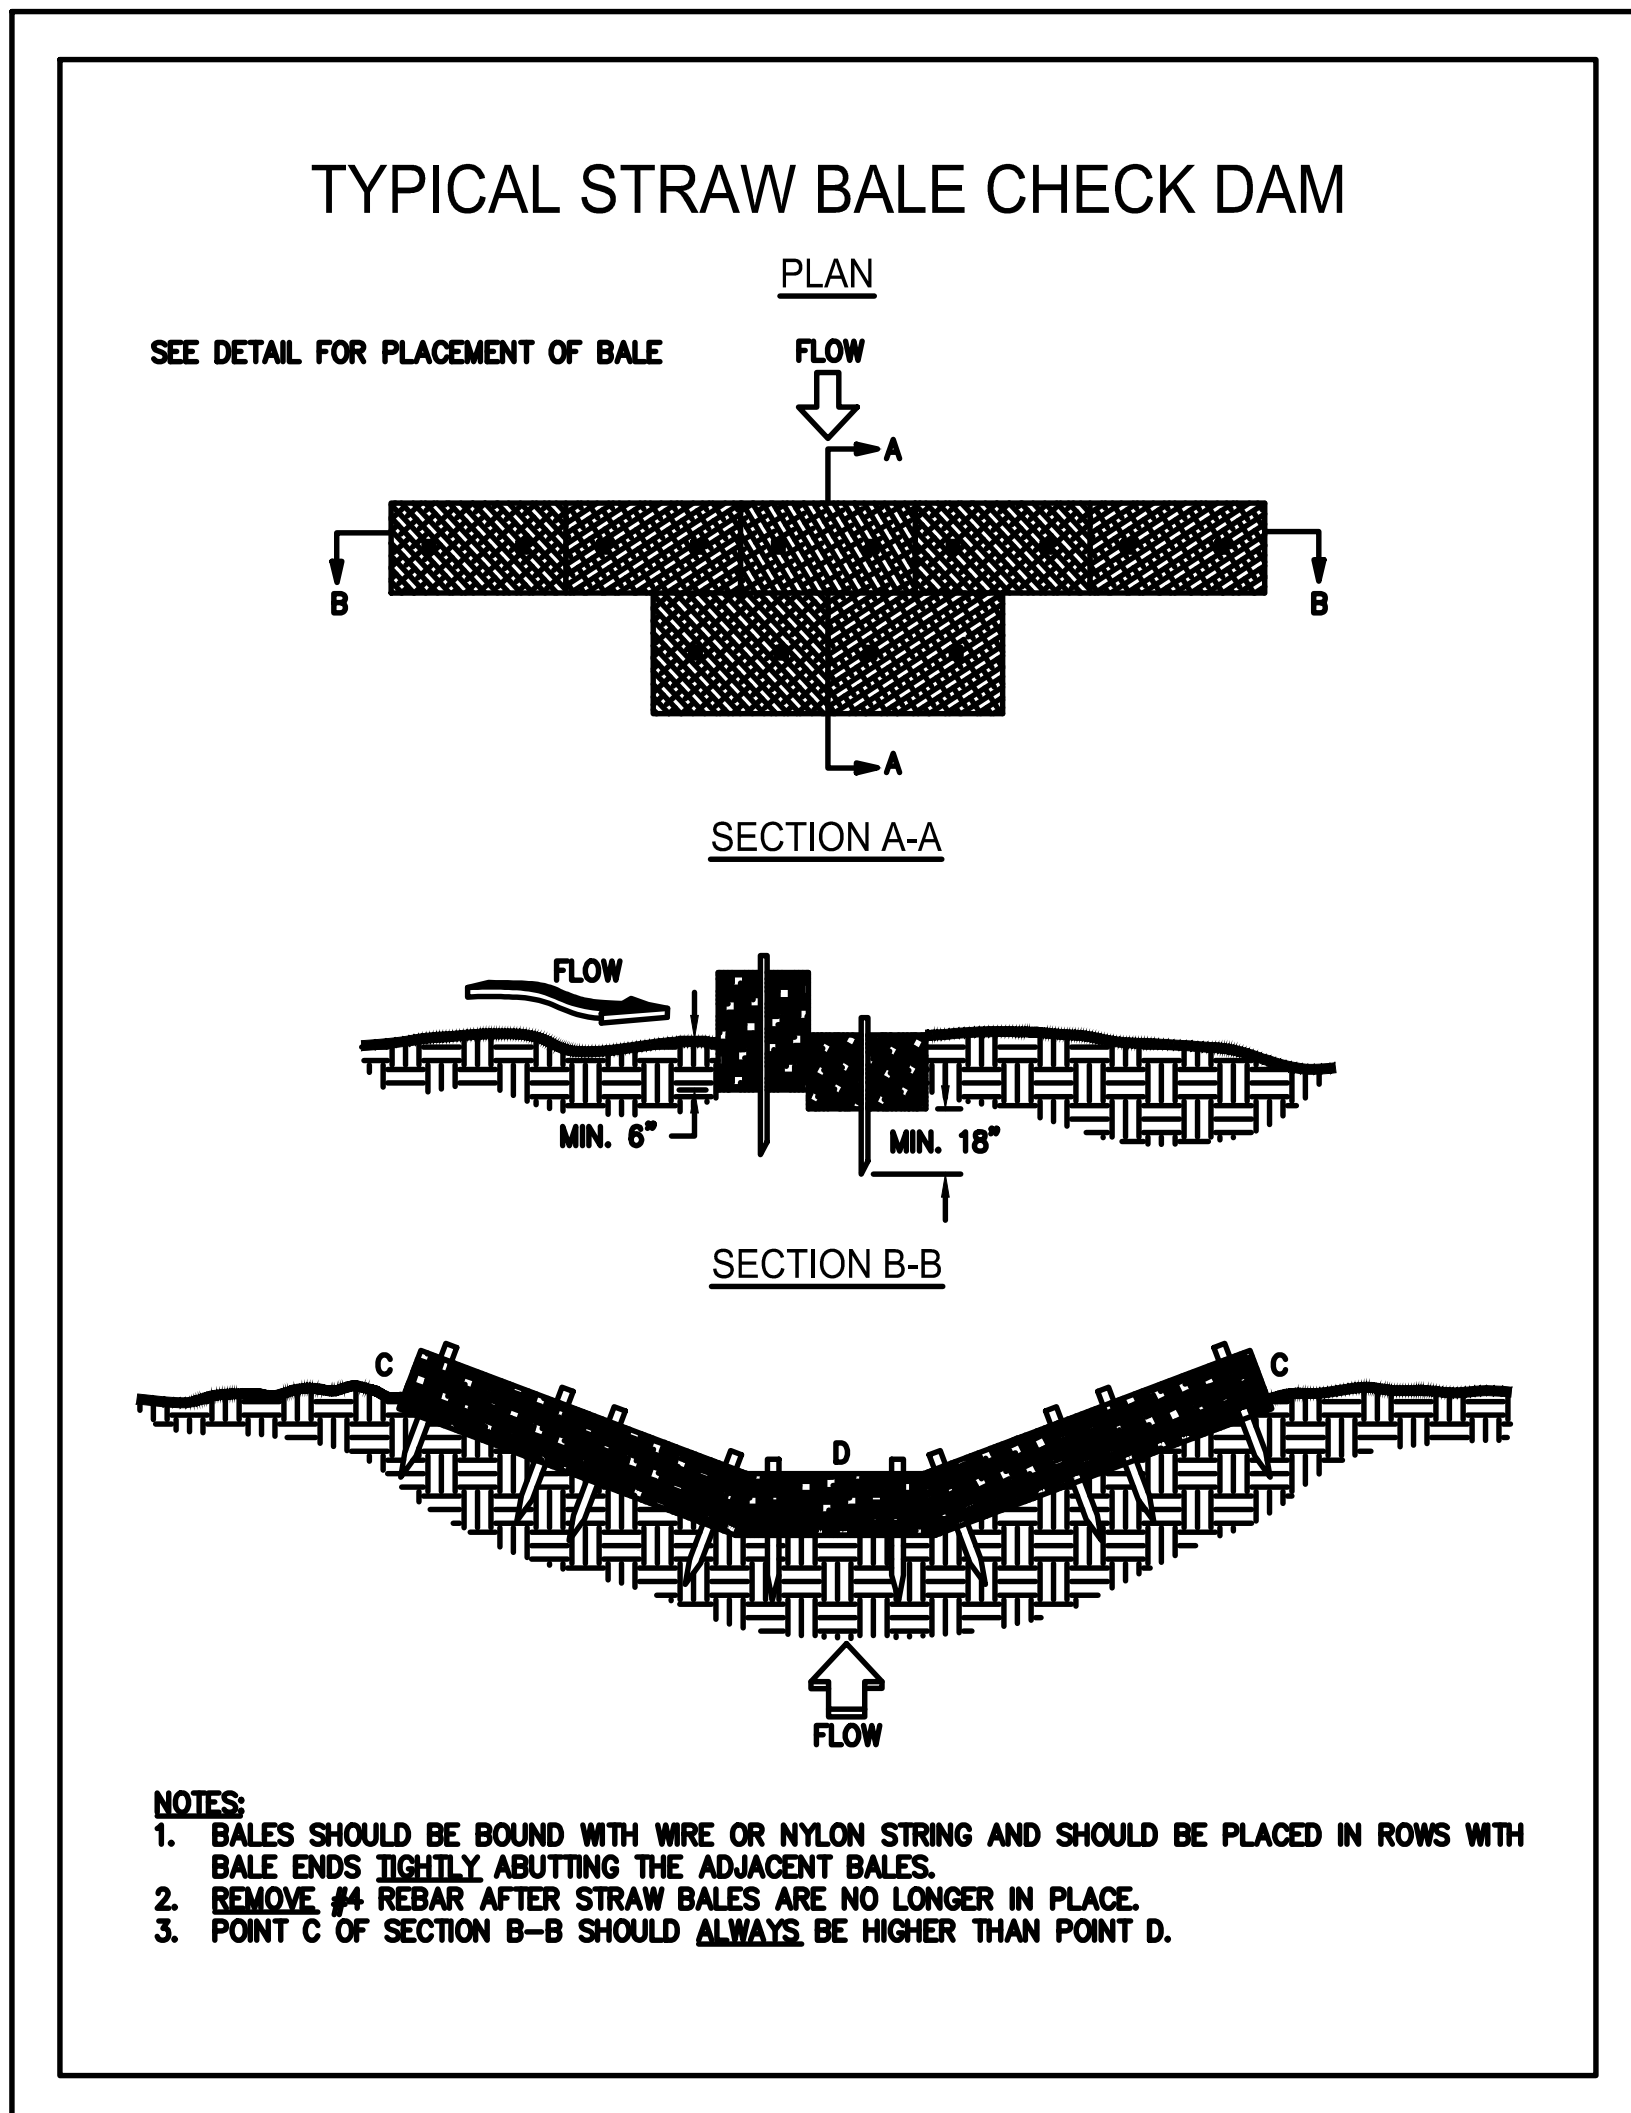 TYPICAL STRAW BALE CHECK DAM
PLAN
SEE DETAIL FOR PLACEMENT OF BALE
FLOW
A
B
B
A
SECTION A-A
FLOW
MIN. 6"
MIN. 18"
SECTION B-B
C
C
D
FLOW
NOTES:
1. BALES SHOULD BE BOUND WITH WIRE OR NYLON STRING AND SHOULD BE PLACED IN ROWS WITH
BALE ENDS TIGHTLY ABUTTING THE ADJACENT BALES.
2. REMOVE #4 REBAR AFTER STRAW BALES ARE NO LONGER IN PLACE.
3. POINT C OF SECTION B-B SHOULD ALWAYS BE HIGHER THAN POINT D.